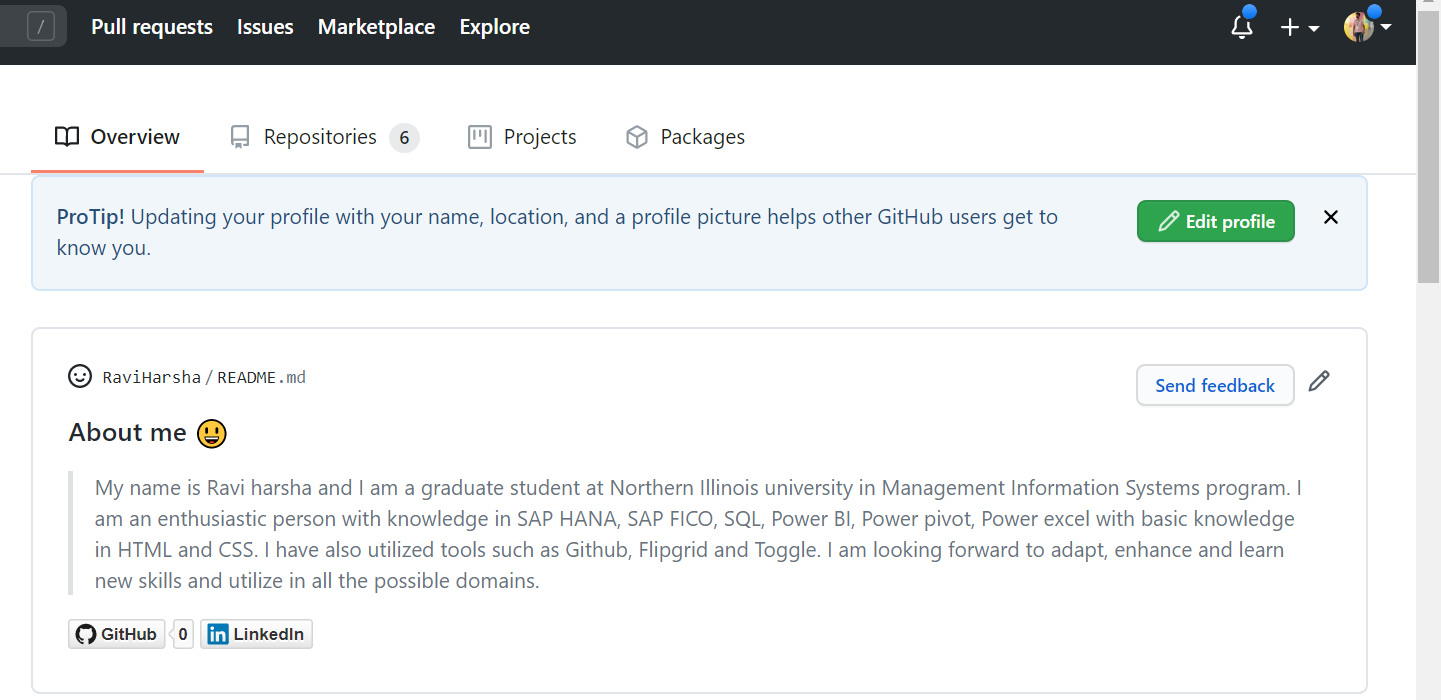 / Pull requests Issues Marketplace Explore
Overview Repositories 6 Projects Packages
ProTip! Updating your profile with your name, location, and a profile picture helps other GitHub users get to
know you.
Edit profile
RaviHarsha/README.md
Send feedback
About me 😃
My name is Ravi harsha and I am a graduate student at Northern Illinois university in Management Information Systems program. I
am an enthusiastic person with knowledge in SAP HANA, SAP FICO, SQL, Power BI, Power pivot, Power excel with basic knowledge
in HTML and CSS. I have also utilized tools such as Github, Flipgrid and Toggle. I am looking forward to adapt, enhance and learn
new skills and utilize in all the possible domains.
GitHub 0 in LinkedIn